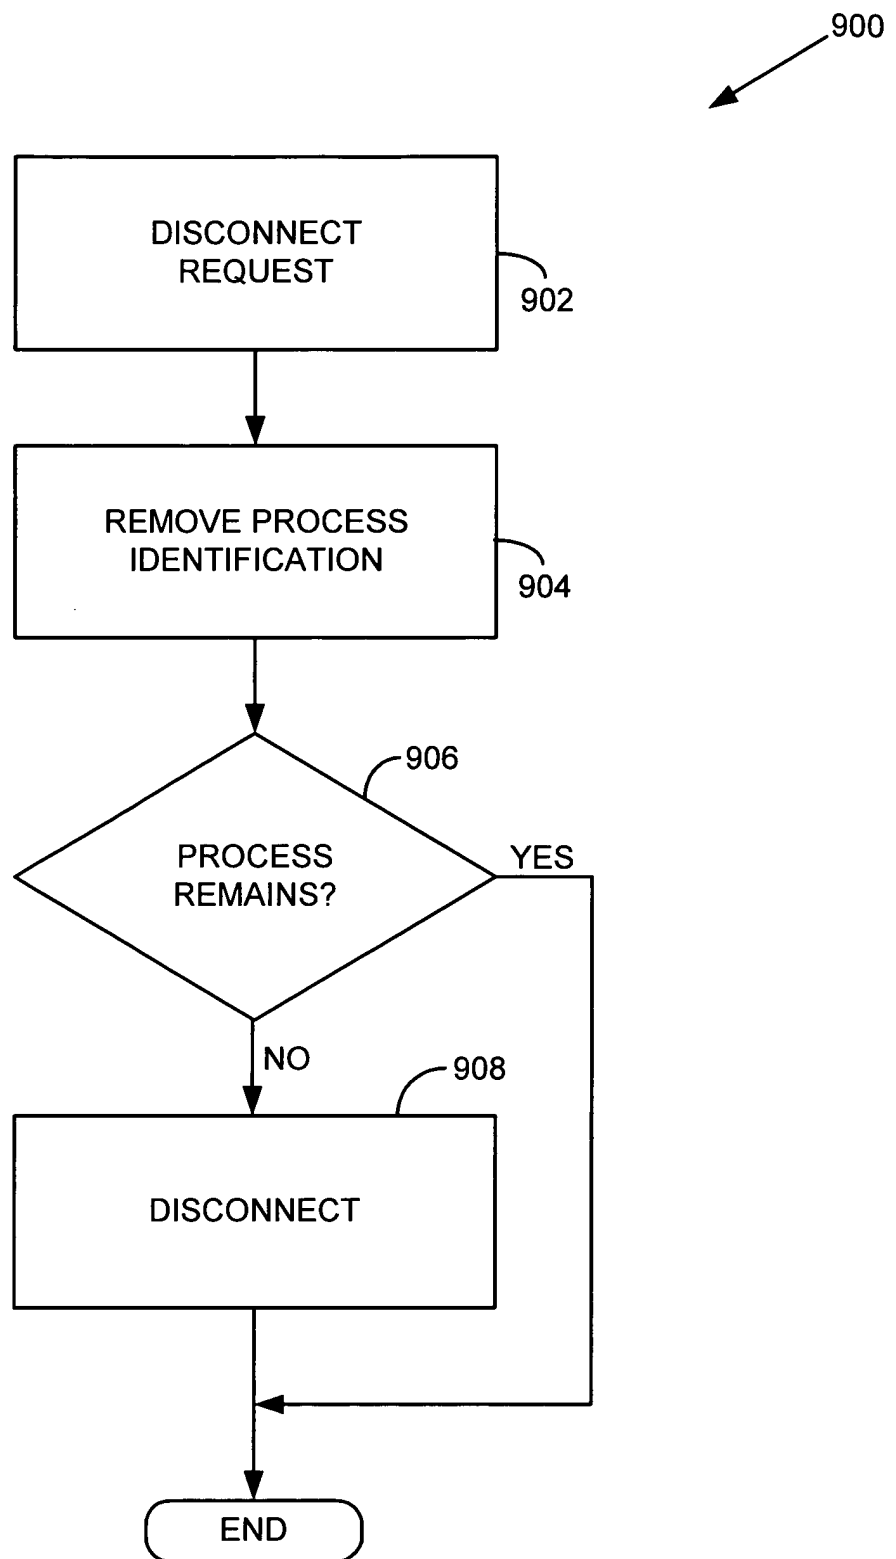 900
DISCONNECT
REQUEST
902
REMOVE PROCESS
IDENTIFICATION
904
906
PROCESS
REMAINS?
YES
NO
908
DISCONNECT
END